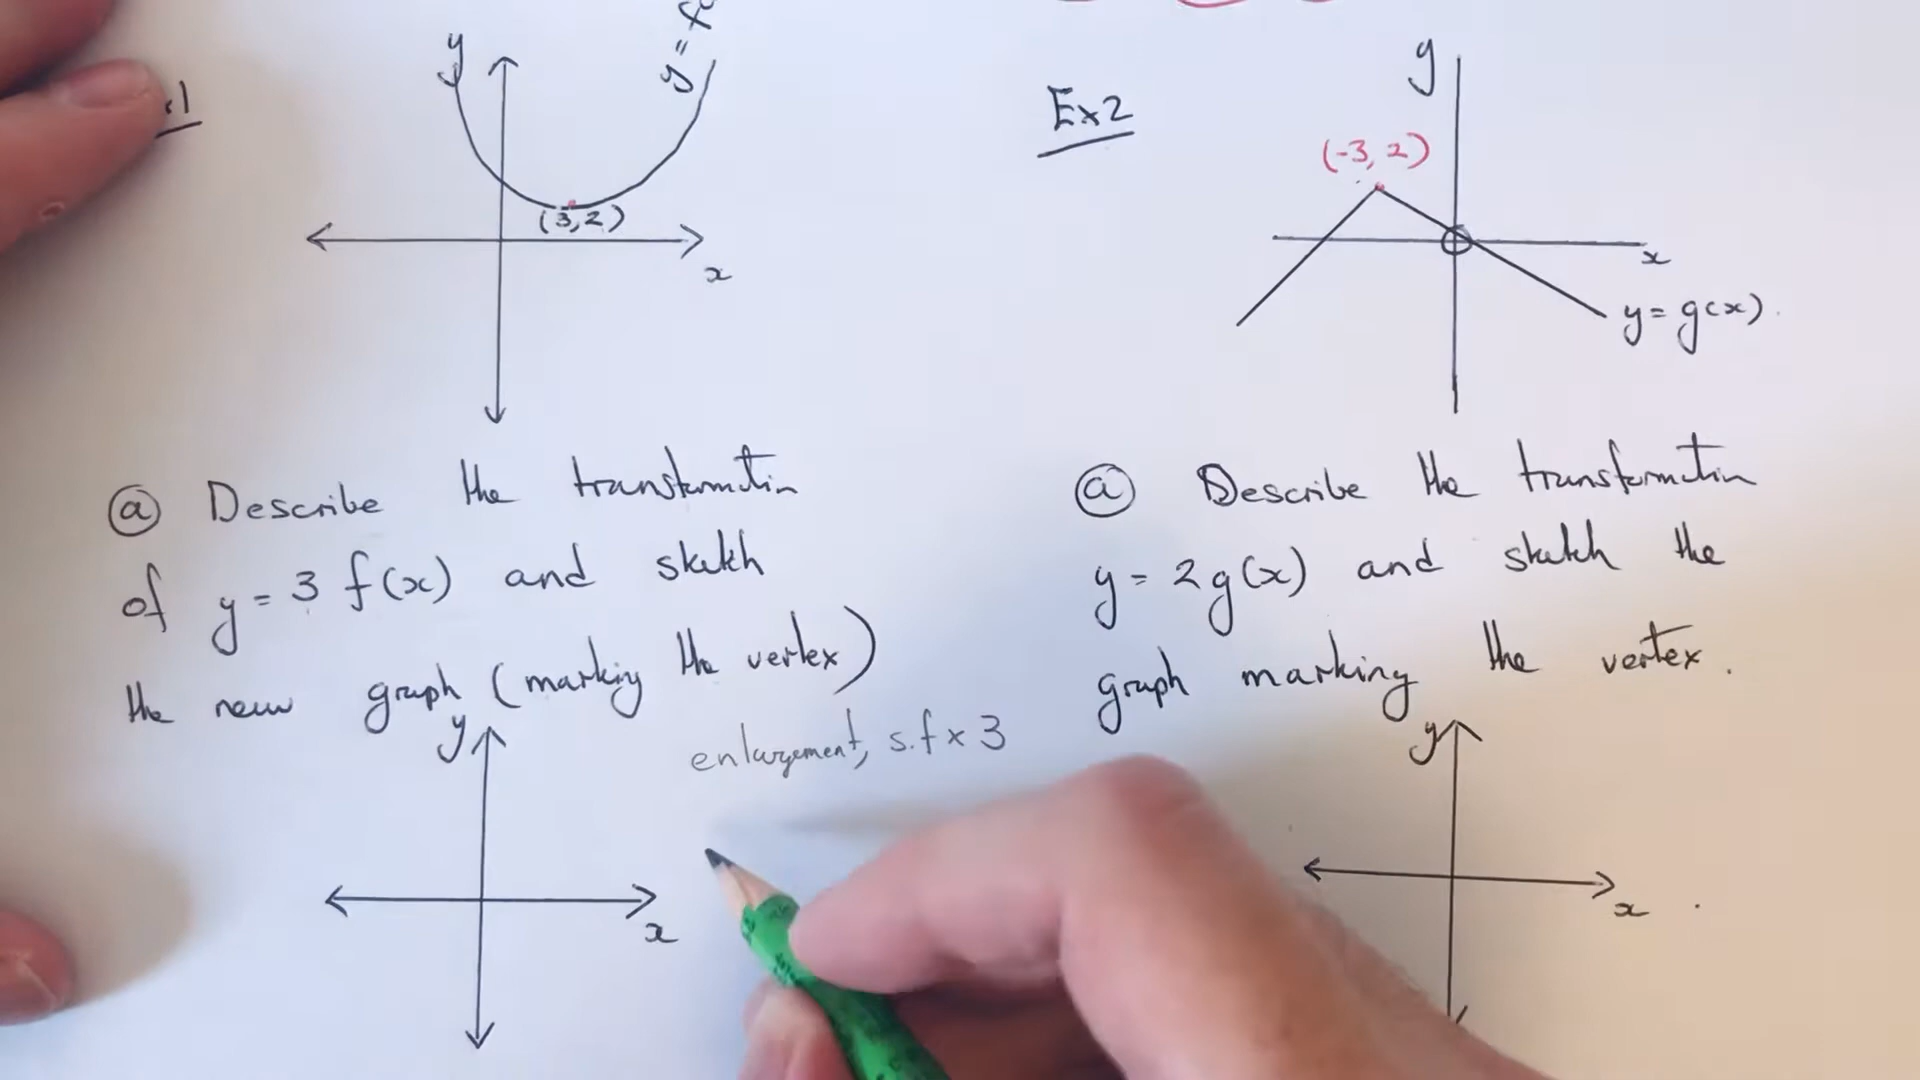 y
y = f
(3,2)
x
Ex2
y
(-3, 2)
x
y = g(x).
a Describe the transformation
of y = 3 f(x) and sketch
the new graph (marking the vertex)
y
enlargement, s.f x 3
x
a Describe the transformation
y = 2g(x) and sketch the
graph marking the vertex.
y
x